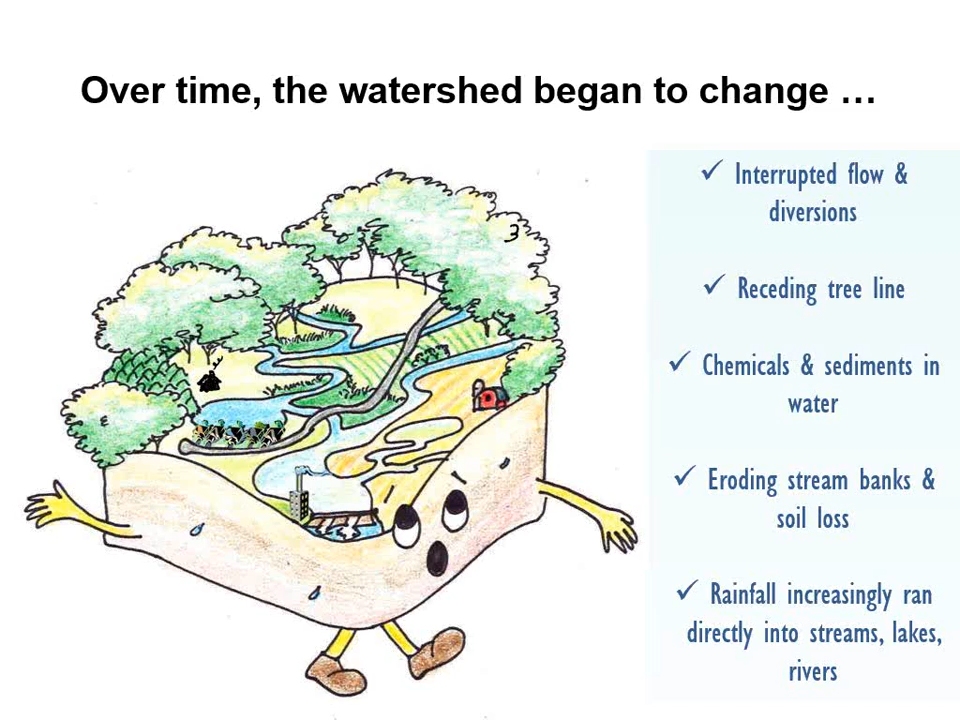 Over time, the watershed began to change …
✓ Interrupted flow &
diversions
✓ Receding tree line
✓ Chemicals & sediments in
water
✓ Eroding stream banks &
soil loss
✓ Rainfall increasingly ran
directly into streams, lakes,
rivers